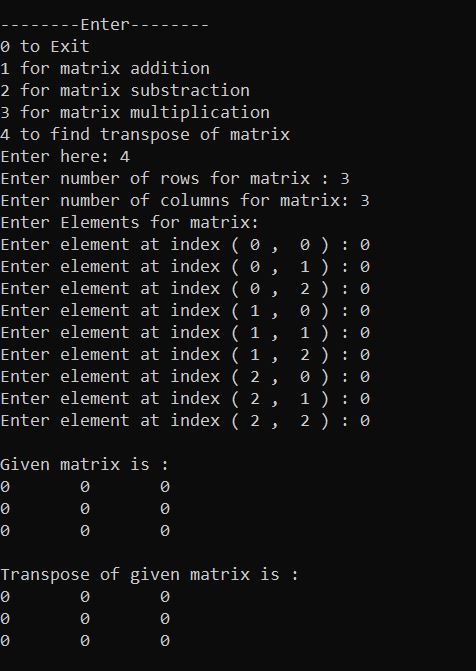 --------Enter--------
0 to Exit
1 for matrix addition
2 for matrix substraction
3 for matrix multiplication
4 to find transpose of matrix
Enter here: 4
Enter number of rows for matrix : 3
Enter number of columns for matrix: 3
Enter Elements for matrix:
Enter element at index ( 0 ,  0 ) : 0
Enter element at index ( 0 ,  1 ) : 0
Enter element at index ( 0 ,  2 ) : 0
Enter element at index ( 1 ,  0 ) : 0
Enter element at index ( 1 ,  1 ) : 0
Enter element at index ( 1 ,  2 ) : 0
Enter element at index ( 2 ,  0 ) : 0
Enter element at index ( 2 ,  1 ) : 0
Enter element at index ( 2 ,  2 ) : 0

Given matrix is :
0       0       0
0       0       0
0       0       0

Transpose of given matrix is :
0       0       0
0       0       0
0       0       0